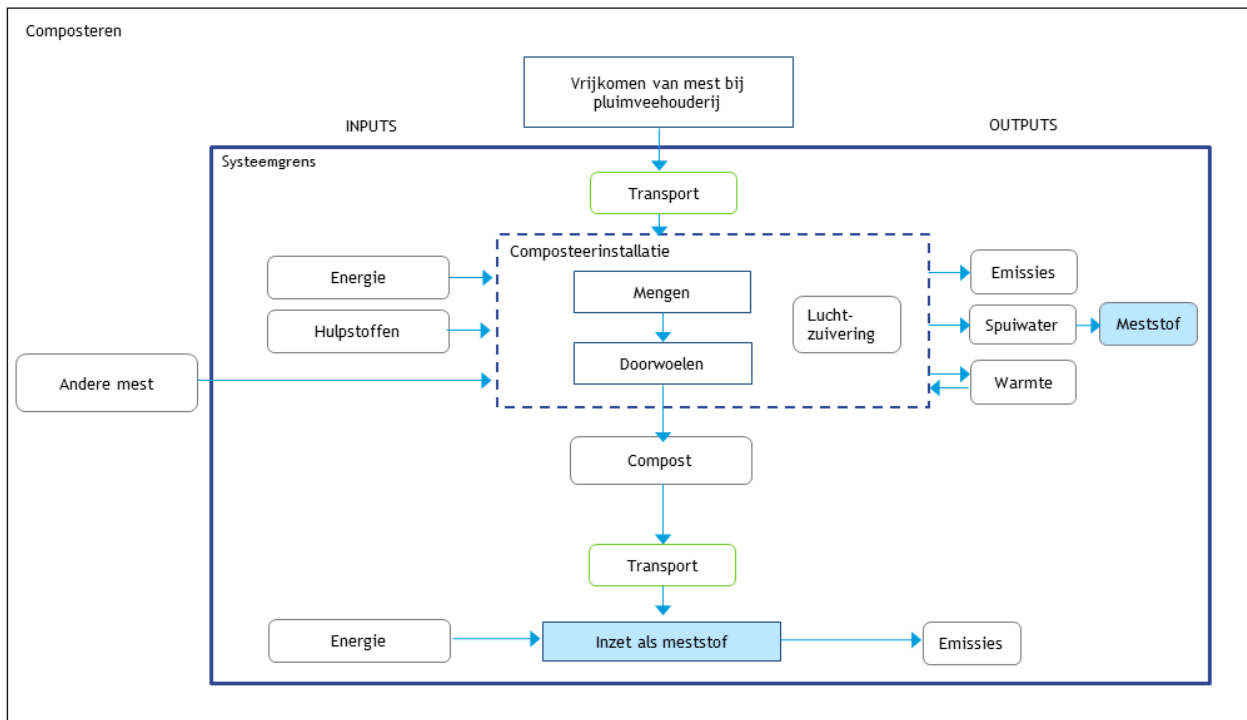 Composteren
Vrijkomen van mest bij
pluimveehouderij
INPUTS
OUTPUTS
Systeemgrens
Transport
Composteerinstallatie
Energie
Mengen
Emissies
Hulpstoffen
Lucht-
zuivering
Spuiwater
Meststof
Doorwoelen
Andere mest
Warmte
Compost
Transport
Energie
Inzet als meststof
Emissies